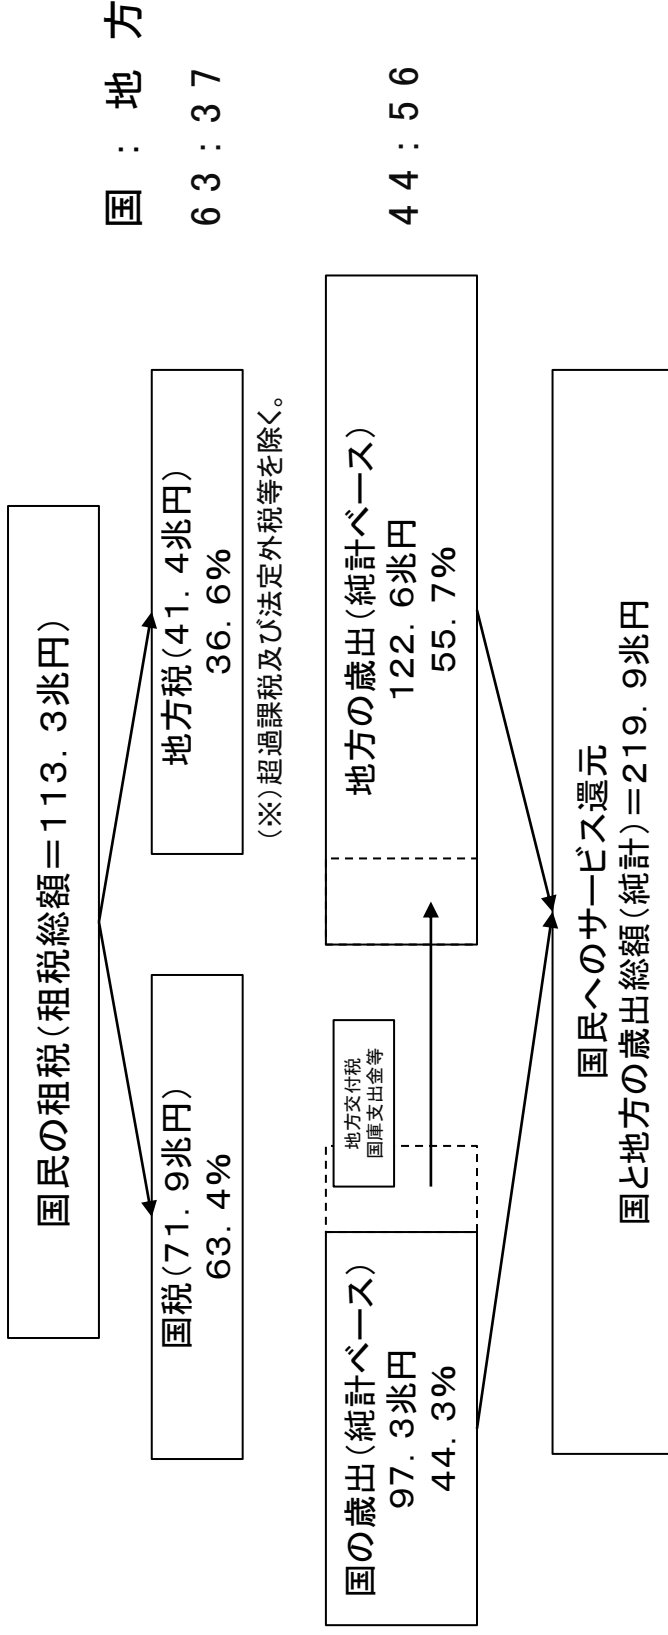 国 : 地 方
国民の租税(租税総額=113. 3兆円)
国税(71. 9兆円)
63. 4%
地方税(41. 4兆円)
36. 6%
63:37
(※)超過課税及び法定外税等を除く。
国の歳出(純計ベース)
97. 3兆円
44. 3%
地方交付税
国庫支出金等
地方の歳出(純計ベース)
122. 6兆円
55. 7%
44:56
国民へのサービス還元
国と地方の歳出総額(純計)=219. 9兆円